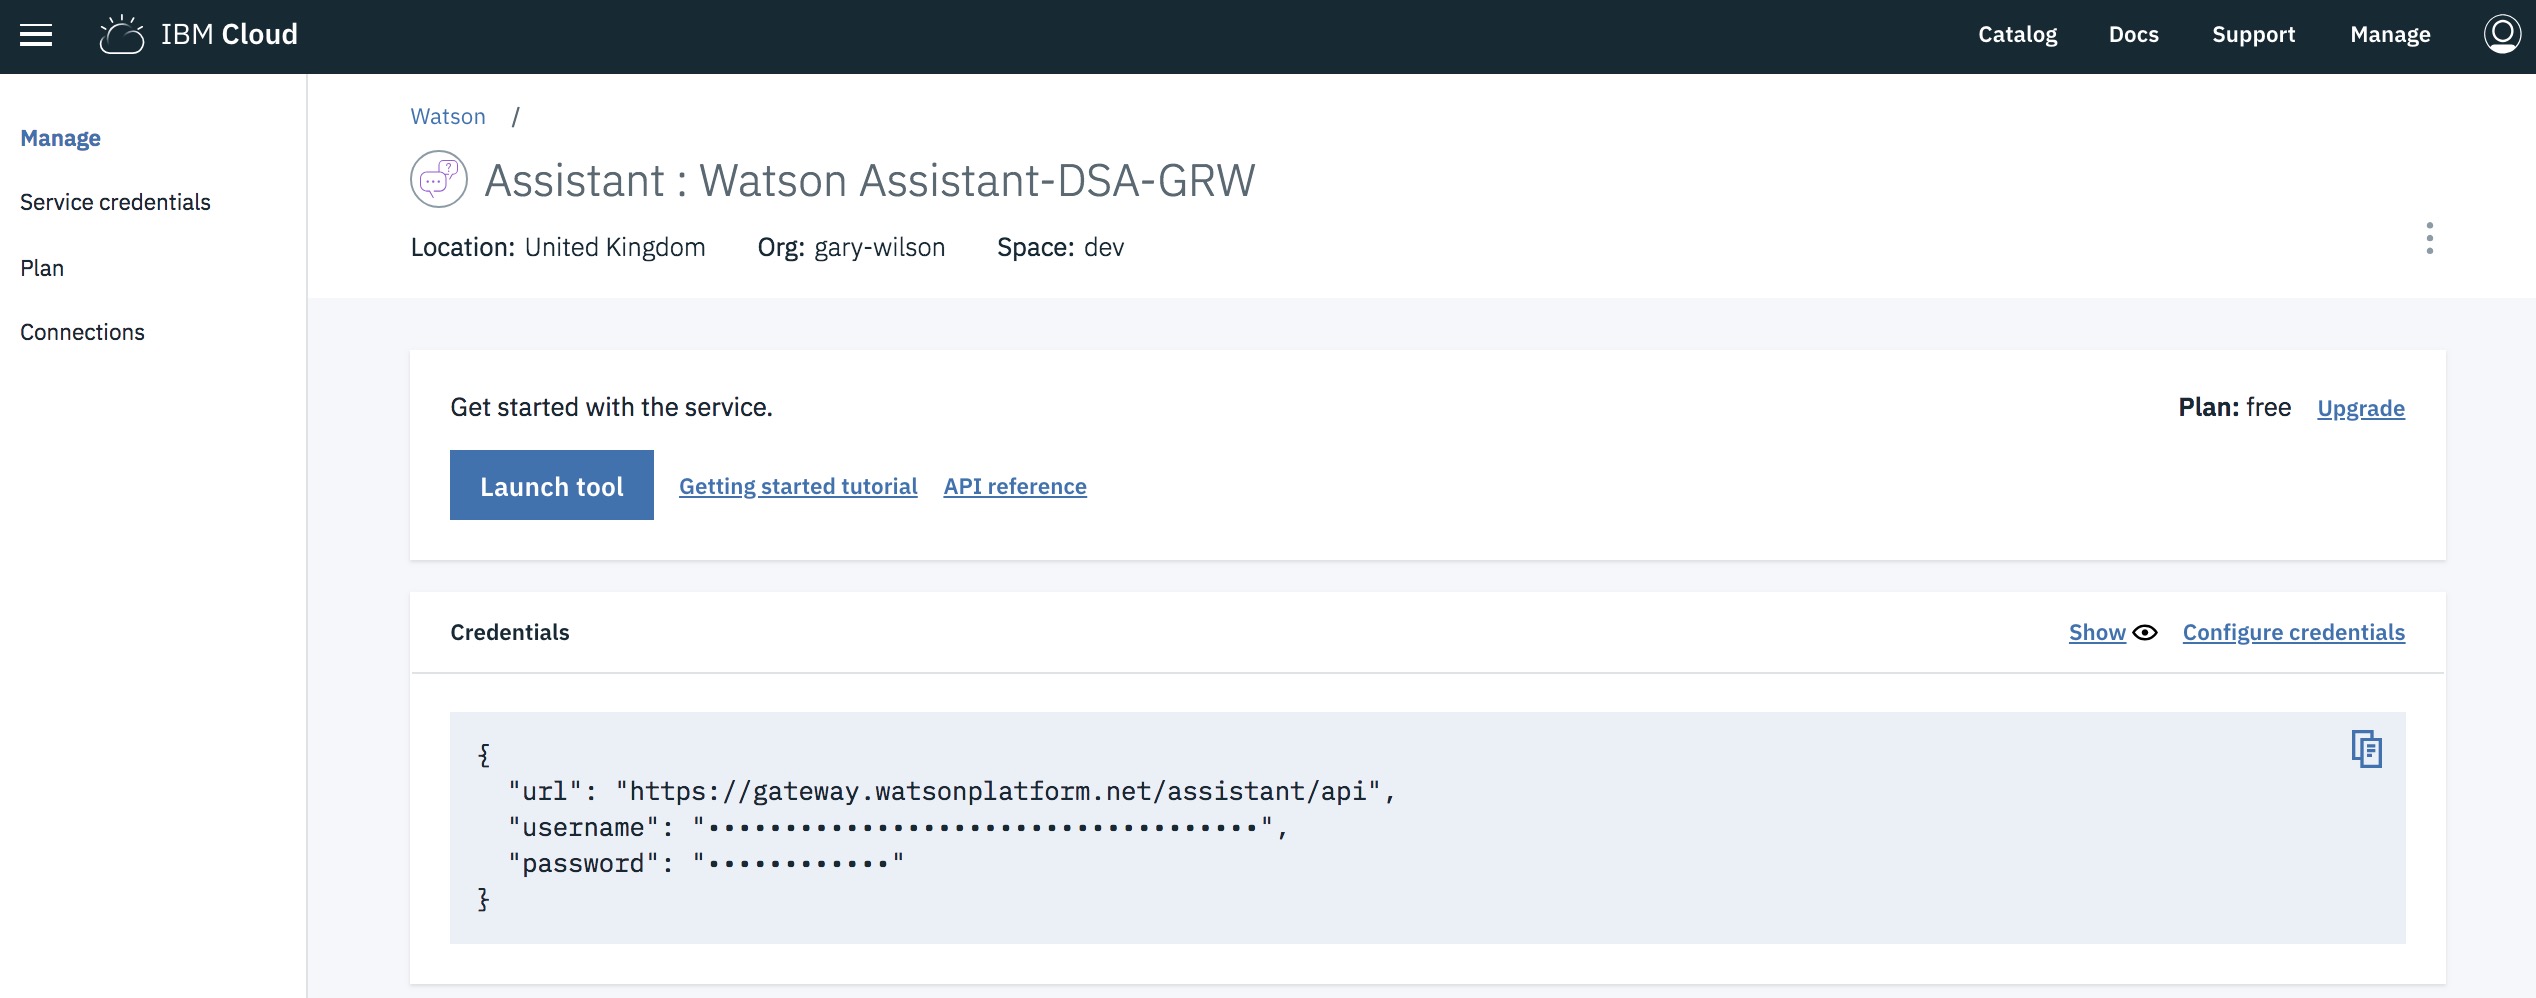 IBM Cloud
Catalog Docs Support Manage
Manage
Service credentials
Plan
Connections
Watson /
Assistant : Watson Assistant-DSA-GRW
Location: United Kingdom Org: gary-wilson Space: dev
Get started with the service.
Plan: free Upgrade
Launch tool Getting started tutorial API reference
Credentials
Show Configure credentials
{
"url": "https://gateway.watsonplatform.net/assistant/api",
"username": "••••••••••••••••••••••••••••••••••••",
"password": "••••••••••••"
}